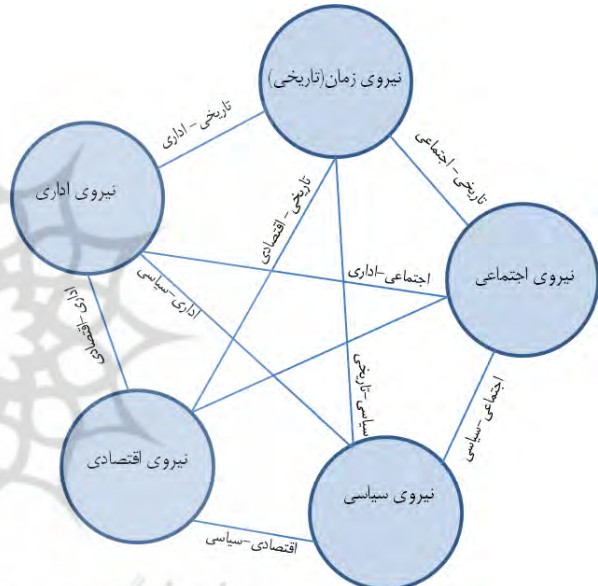 نیروی زمان(تاریخی)
تاریخی - اداری
تاریخی - اجتماعی
نیروی اداری
تاریخی - اقتصادی
نیروی اجتماعی
اجتماعی-اداری
اداری-سیاسی
اداری-اقتصادی
سیاسی-تاریخی
اجتماعی-سیاسی
نیروی اقتصادی
نیروی سیاسی
اقتصادی-سیاسی